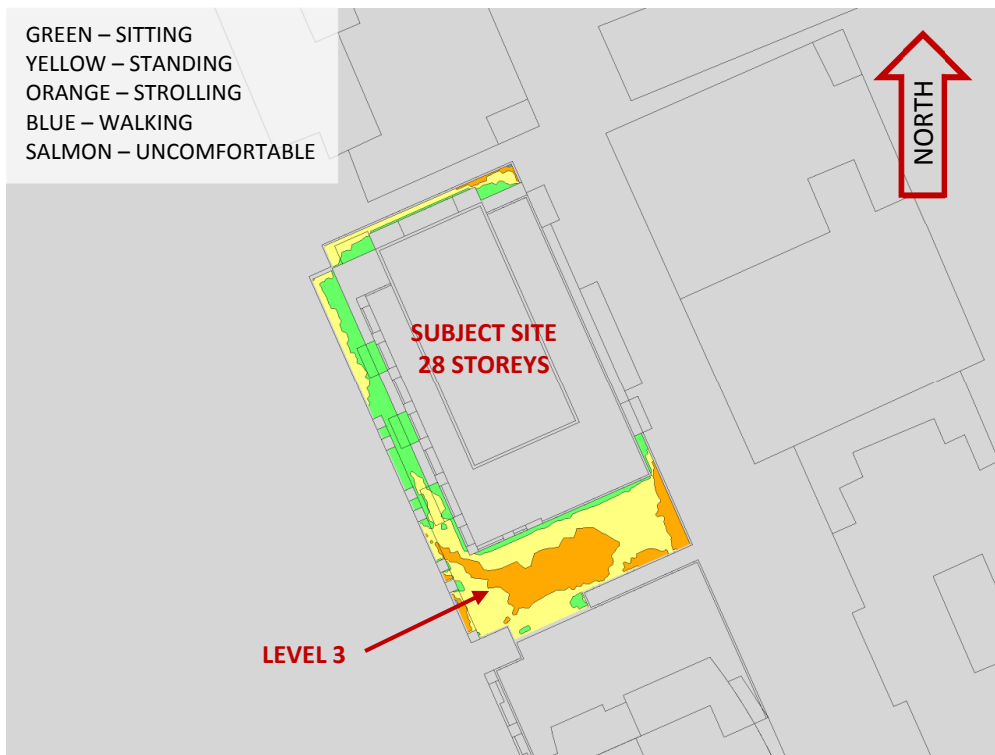 GREEN – SITTING
YELLOW – STANDING
ORANGE – STROLLING
BLUE – WALKING
SALMON – UNCOMFORTABLE
NORTH
SUBJECT SITE
28 STOREYS
LEVEL 3